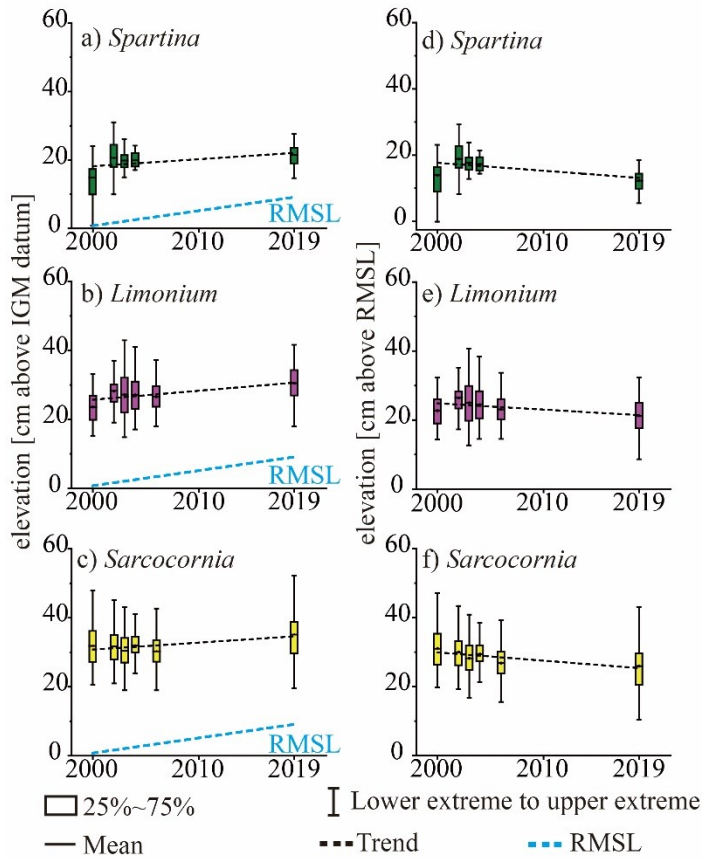 elevation [cm above IGM datum]
a) Spartina
60
40
20
0
RMSL
2000 2010 2019
b) Limonium
60
40
20
0
RMSL
2000 2010 2019
c) Sarcocornia
60
40
20
0
RMSL
2000 2010 2019
elevation [cm above RMSL]
d) Spartina
60
40
20
0
2000 2010 2019
e) Limonium
60
40
20
0
2000 2010 2019
f) Sarcocornia
60
40
20
0
2000 2010 2019
25%~75% Lower extreme to upper extreme
Mean Trend RMSL